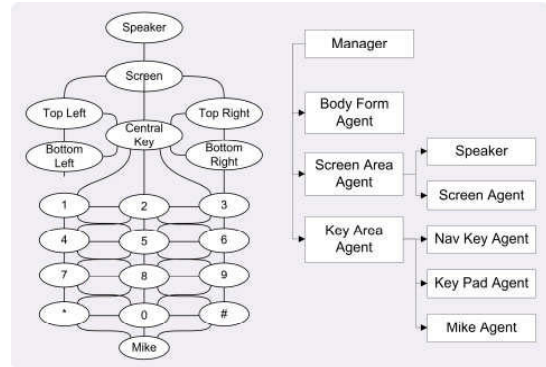 Speaker
Screen
Top Left
Top Right
Central
Key
Bottom
Left
Bottom
Right
1
2
3
4
5
6
7
8
9
*
0
#
Mike
Manager
Body Form
Agent
Screen Area
Agent
Key Area
Agent
Speaker
Screen Agent
Nav Key Agent
Key Pad Agent
Mike Agent